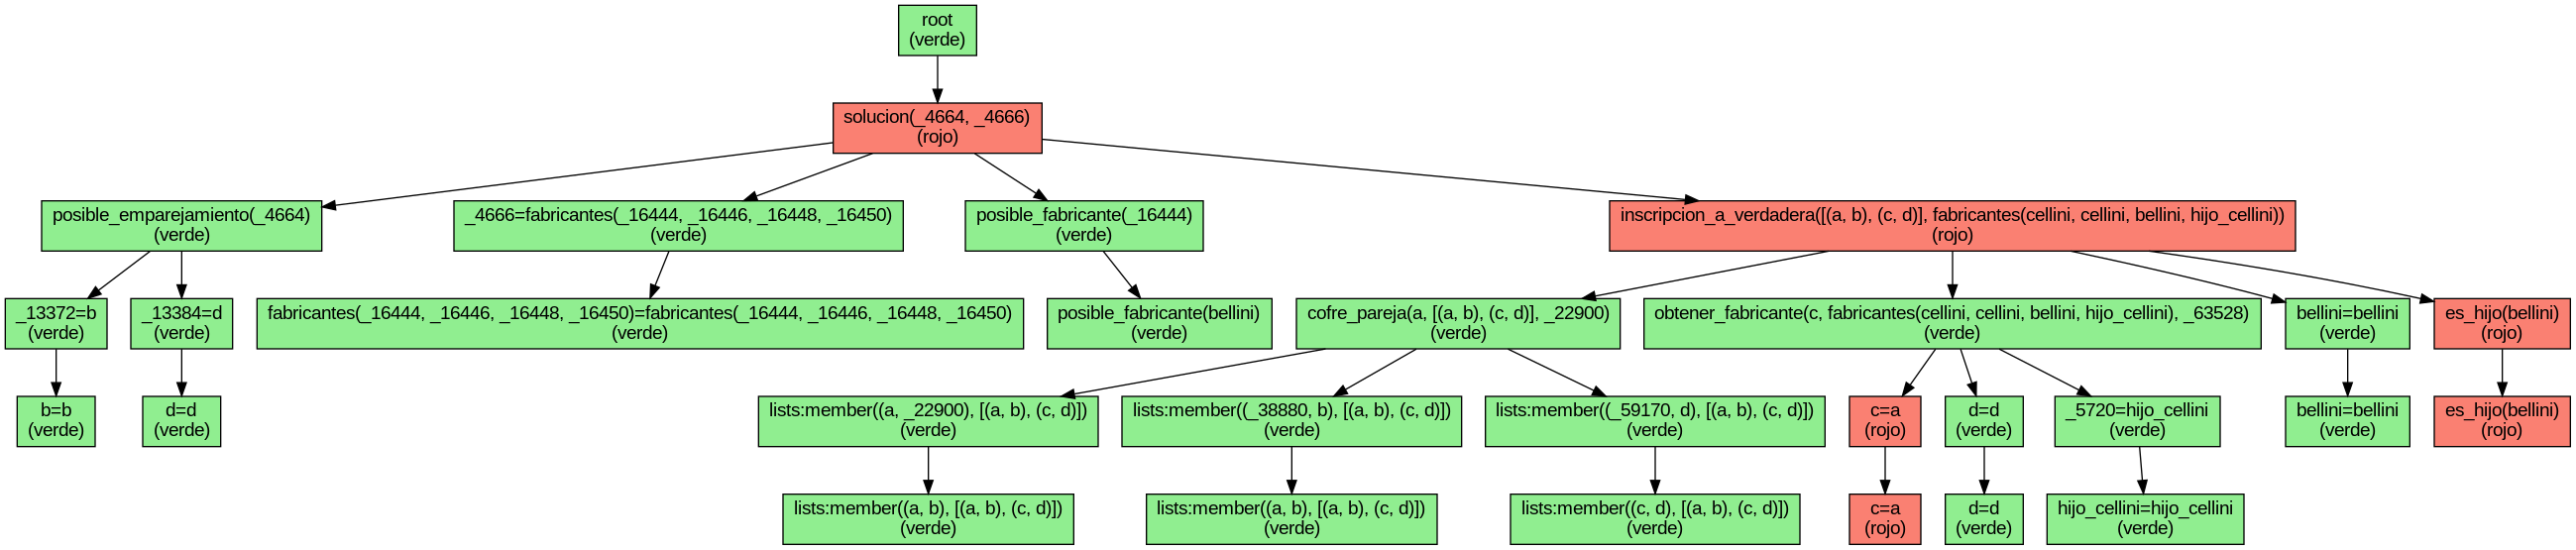 root
(verde)
solucion(_4664, _4666)
(rojo)
posible_emparejamiento(_4664)
(verde)
_4666=fabricantes(_16444, _16446, _16448, _16450)
(verde)
posible_fabricante(_16444)
(verde)
inscripcion_a_verdadera([(a, b), (c, d)], fabricantes(cellini, cellini, bellini, hijo_cellini))
(rojo)
_13372=b
(verde)
_13384=d
(verde)
fabricantes(_16444, _16446, _16448, _16450)=fabricantes(_16444, _16446, _16448, _16450)
(verde)
posible_fabricante(bellini)
(verde)
cofre_pareja(a, [(a, b), (c, d)], _22900)
(verde)
obtener_fabricante(c, fabricantes(cellini, cellini, bellini, hijo_cellini), _63528)
(verde)
bellini=bellini
(verde)
es_hijo(bellini)
(rojo)
b=b
(verde)
d=d
(verde)
lists:member((a, _22900), [(a, b), (c, d)])
(verde)
lists:member((_38880, b), [(a, b), (c, d)])
(verde)
lists:member((_59170, d), [(a, b), (c, d)])
(verde)
c=a
(rojo)
d=d
(verde)
_5720=hijo_cellini
(verde)
bellini=bellini
(verde)
es_hijo(bellini)
(rojo)
lists:member((a, b), [(a, b), (c, d)])
(verde)
lists:member((a, b), [(a, b), (c, d)])
(verde)
lists:member((c, d), [(a, b), (c, d)])
(verde)
c=a
(rojo)
d=d
(verde)
hijo_cellini=hijo_cellini
(verde)